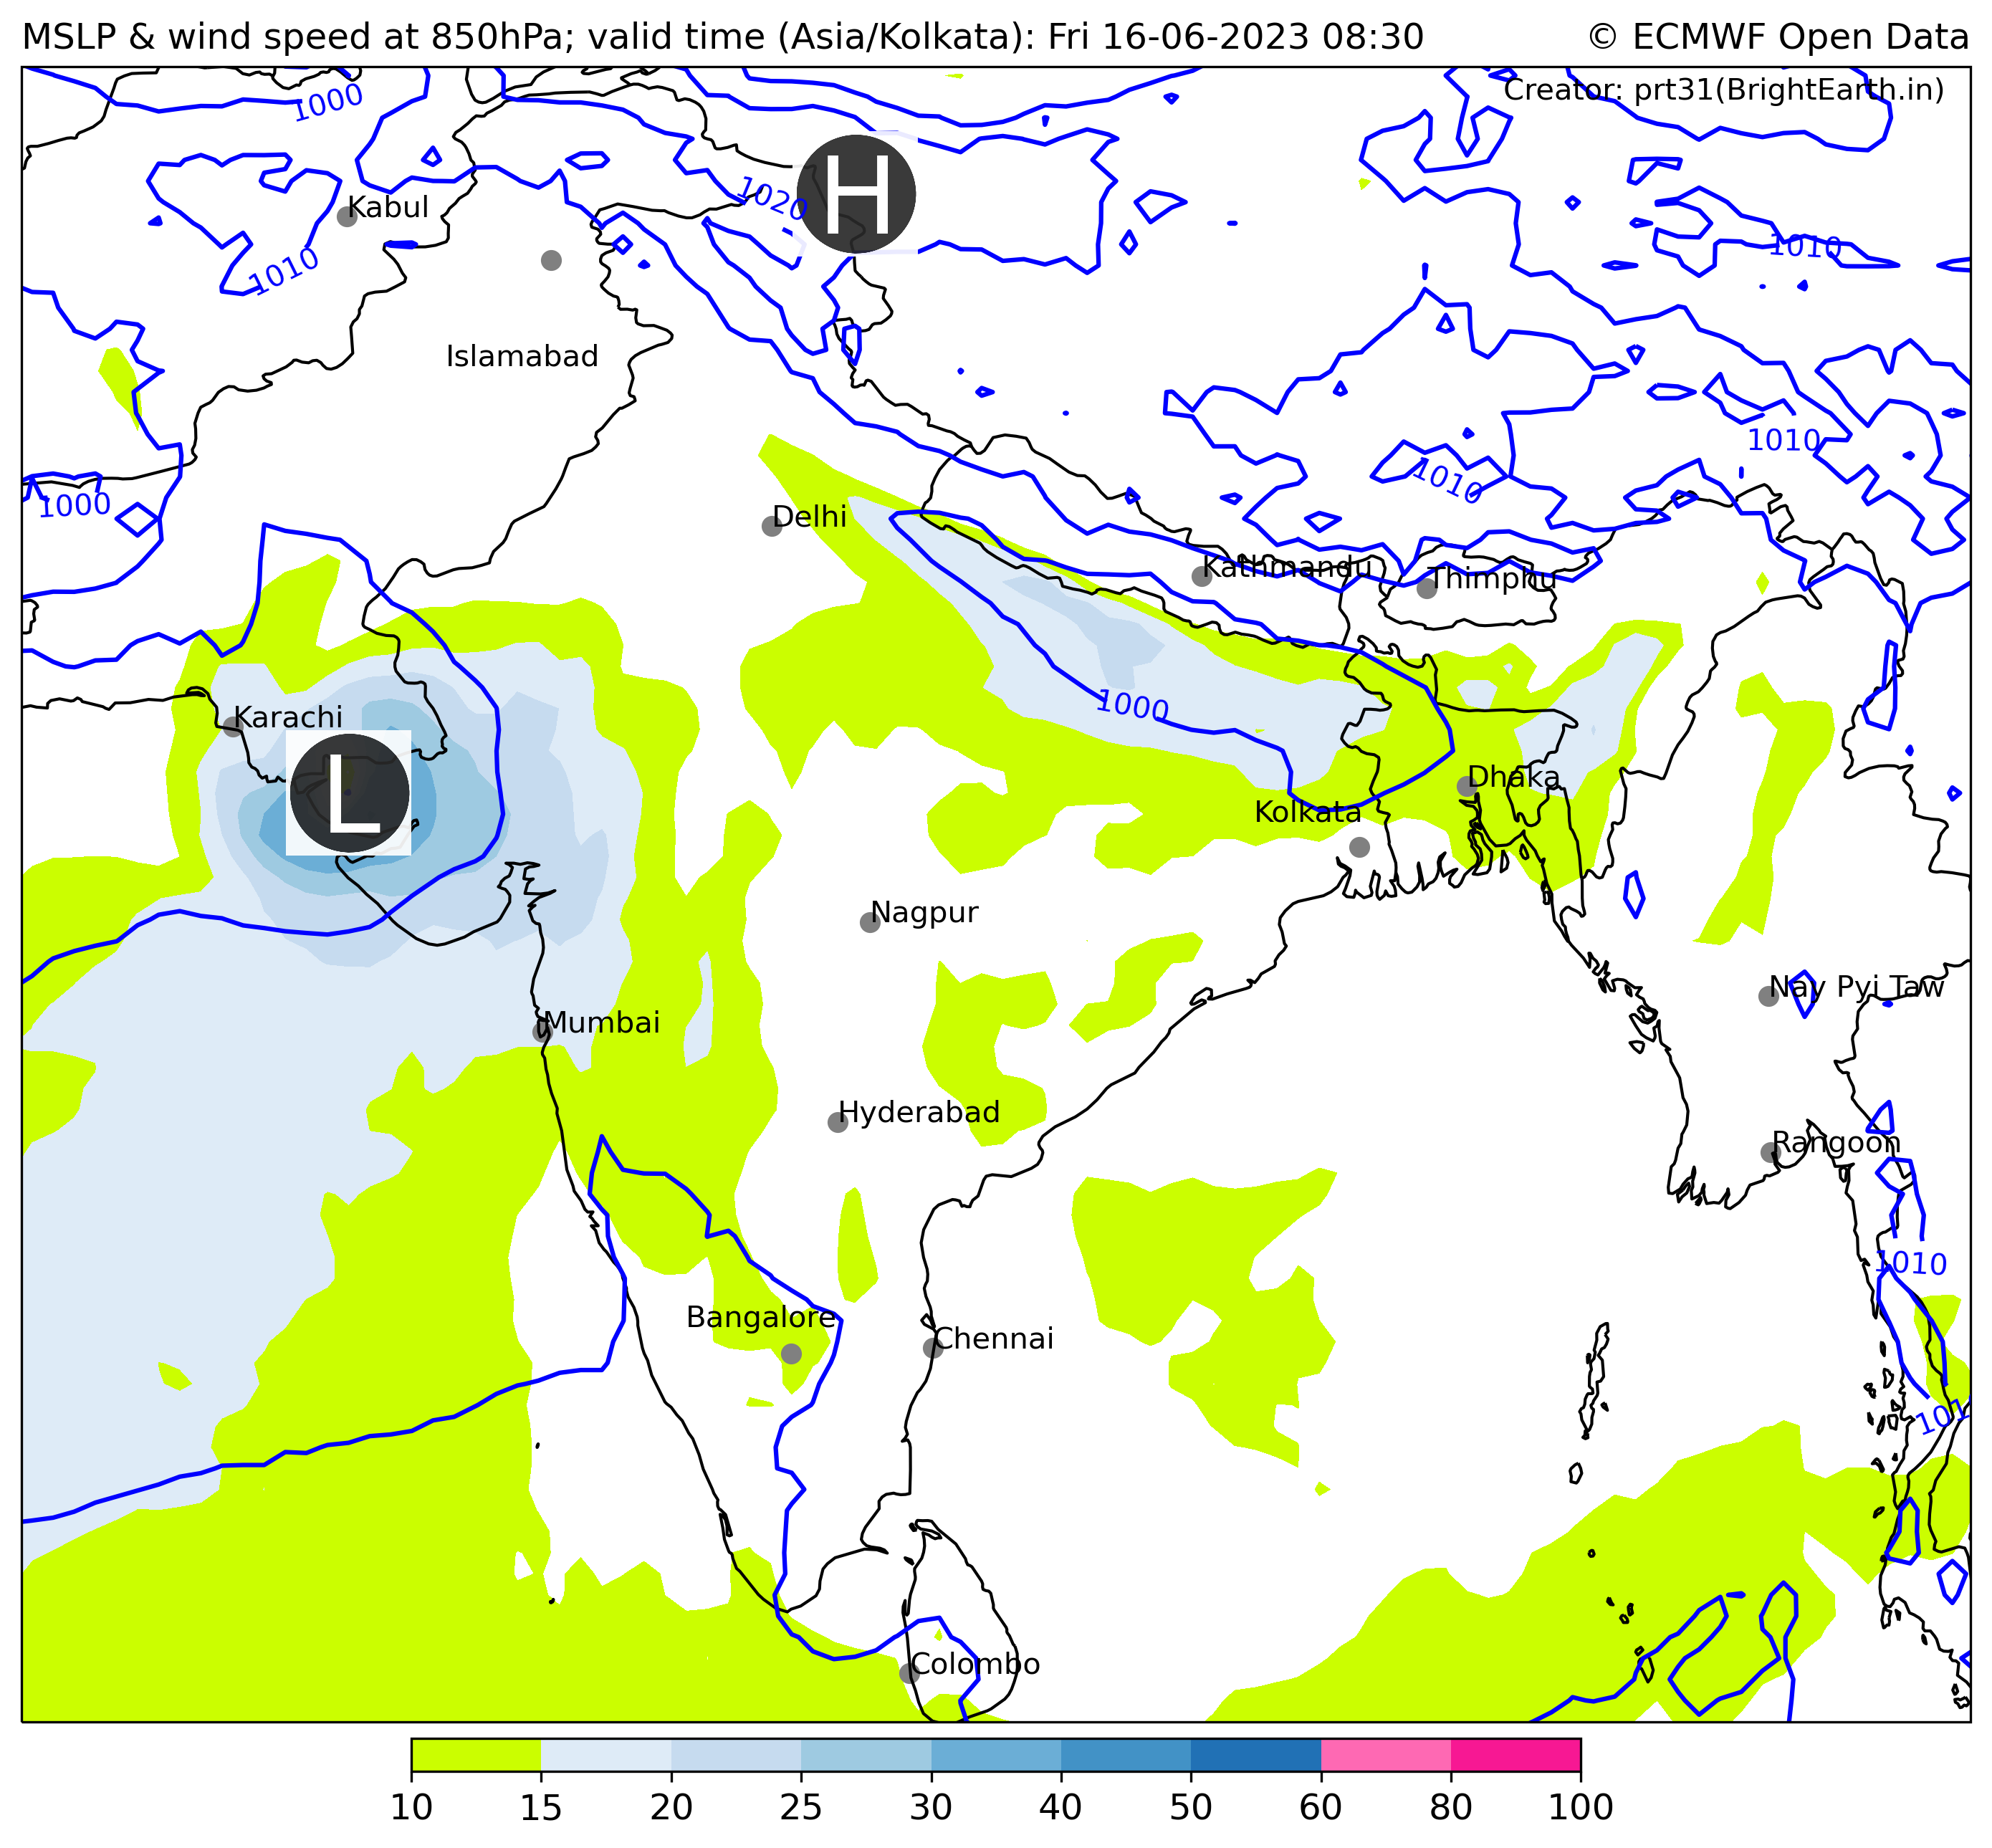 MSLP & wind speed at 850hPa; valid time (Asia/Kolkata): Fri 16-06-2023 08:30
© ECMWF Open Data
Creator: prt31(BrightEarth.in)
1000
H
1020
Kabul
1010
1010
Islamabad
1010
1010
1000
Delhi
Kathmandu
Thimphu
1000
Karachi
L
Dhaka
Kolkata
Nagpur
Nay Pyi Taw
Mumbai
Hyderabad
Rangoon
1010
Bangalore
Chennai
101
Colombo
10 15 20 25 30 40 50 60 80 100